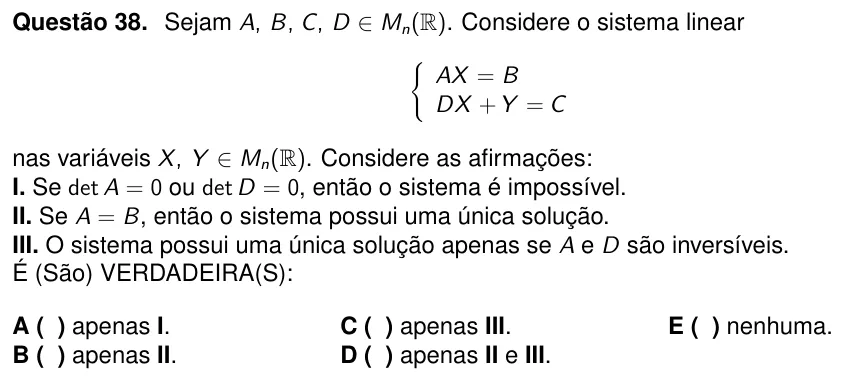 Questão 38. Sejam A, B, C, D ∈ Mₙ(ℝ). Considere o sistema linear
{ AX = B
DX + Y = C
nas variáveis X, Y ∈ Mₙ(ℝ). Considere as afirmações:
I. Se det A = 0 ou det D = 0, então o sistema é impossível.
II. Se A = B, então o sistema possui uma única solução.
III. O sistema possui uma única solução apenas se A e D são inversíveis.
É (São) VERDADEIRA(S):
A ( ) apenas I. C ( ) apenas III. E ( ) nenhuma.
B ( ) apenas II. D ( ) apenas II e III.